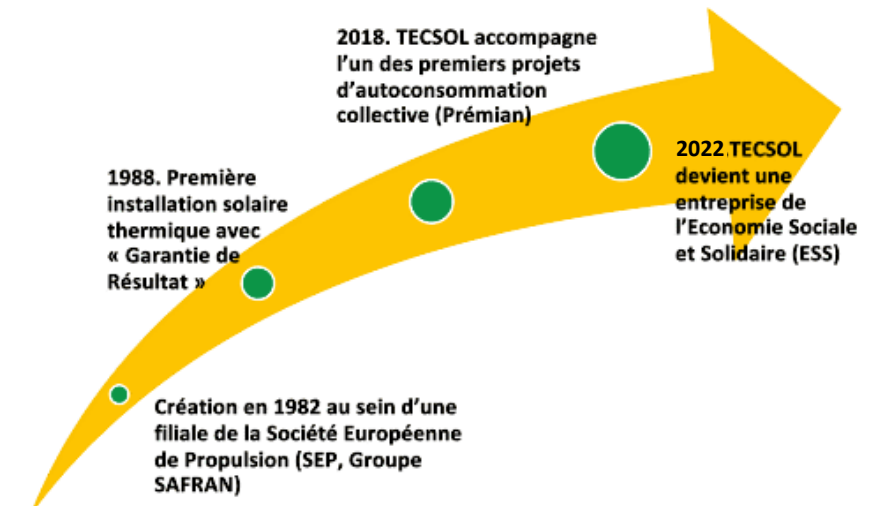 2018. TECSOL accompagne
l’un des premiers projets
d’autoconsommation
collective (Prémian)
2022.TECSOL
devient une
entreprise de
l’Economie Sociale
et Solidaire (ESS)
1988. Première
installation solaire
thermique avec
« Garantie de
Résultat »
Création en 1982 au sein d’une
filiale de la Société Européenne
de Propulsion (SEP, Groupe
SAFRAN)